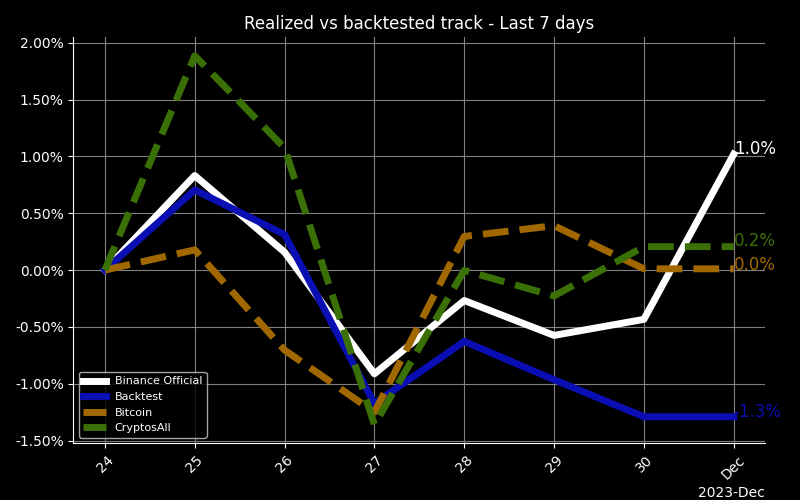 Realized vs backtested track - Last 7 days
2.00%
1.50%
1.00%
0.50%
0.00%
-0.50%
-1.00%
-1.50%
1.0%
0.2%
0.0%
-1.3%
Binance Official
Backtest
Bitcoin
CryptosAll
24
25
26
27
28
29
30
Dec
2023-Dec